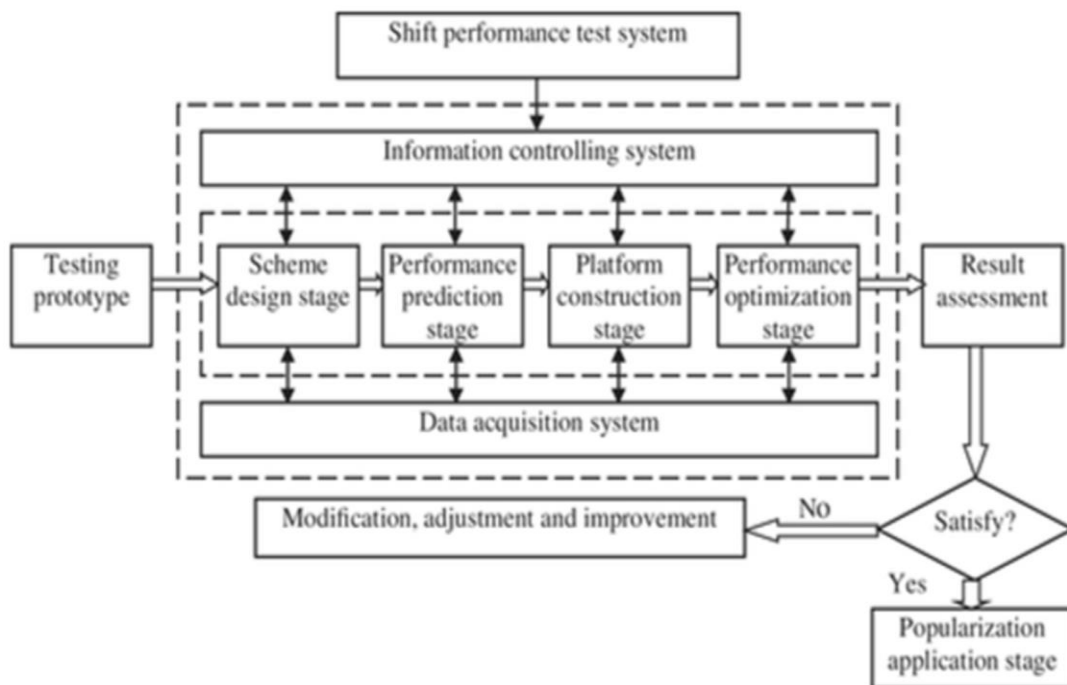 Shift performance test system
Information controlling system
Testing
prototype
Scheme
design stage
Performance
prediction
stage
Platform
construction
stage
Performance
optimization
stage
Result
assessment
Data acquisition system
Modification, adjustment and improvement
No
Satisfy?
Yes
Popularization
application stage